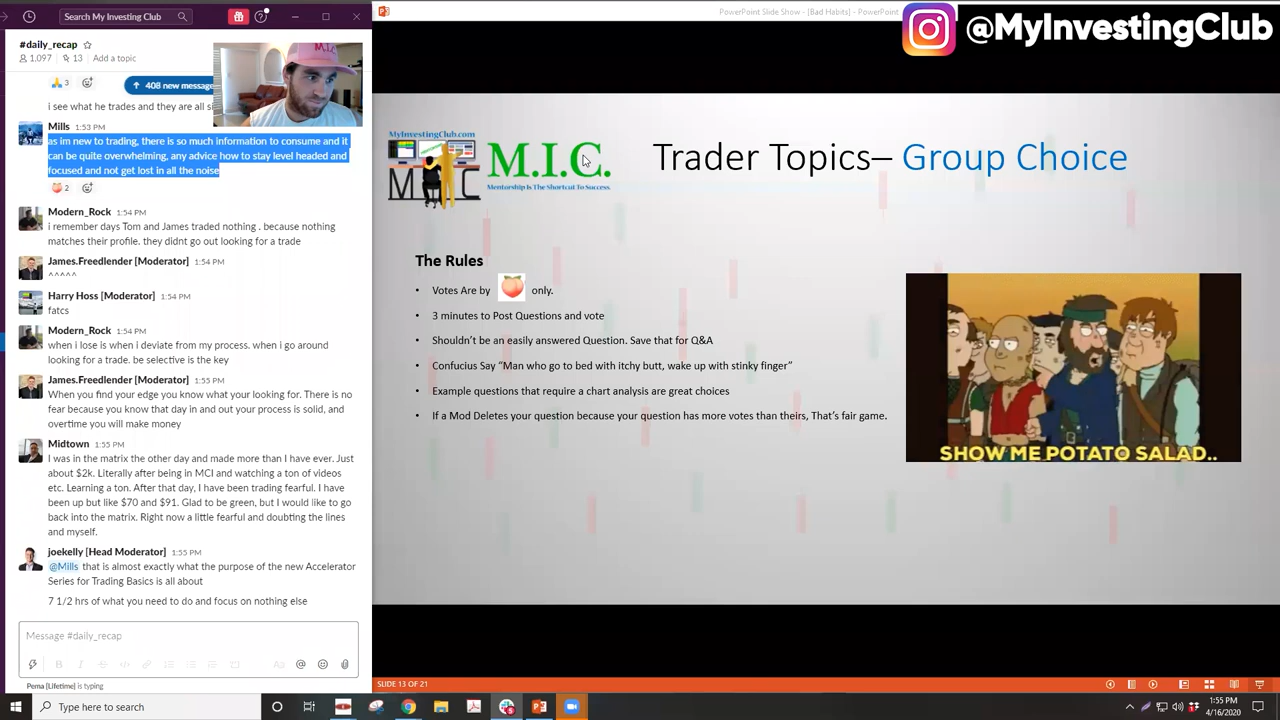 Search My Investing Club
PowerPoint Slide Show - [Bad Habits] - PowerPoint
@MyInvestingClub
#daily_recap
1,097 13 Add a topic
3
408 new message
i see what he trades and they are all si
Mills 1:53 PM
as im new to trading, there is so much information to consume and it
can be quite overwhelming, any advice how to stay level headed and
focused and not get lost in all the noise
2
Modern_Rock 1:54 PM
i remember days Tom and James traded nothing . because nothing
matches their profile. they didnt go out looking for a trade
James.Freedlender [Moderator] 1:54 PM
^^^^^
Harry Hoss [Moderator] 1:54 PM
fatcs
Modern_Rock 1:54 PM
when i lose is when i deviate from my process. when i go around
looking for a trade. be selective is the key
James.Freedlender [Moderator] 1:55 PM
When you find your edge you know what your looking for. There is no
fear because you know that day in and out your process is solid, and
overtime you will make money
Midtown 1:55 PM
I was in the matrix the other day and made more than I have ever. Just
about $2k. Literally after being in MCI and watching a ton of videos
etc. Learning a ton. After that day, I have been trading fearful. I have
been up but like $70 and $91. Glad to be green, but I would like to go
back into the matrix. Right now a little fearful and doubting the lines
and myself.
joekelly [Head Moderator] 1:55 PM
@Mills that is almost exactly what the purpose of the new Accelerator
Series for Trading Basics is all about
7 1/2 hrs of what you need to do and focus on nothing else
Message #daily_recap
Pema [Lifetime] is typing
MyInvestingClub.com
M.I.C.
Mentorship Is The Shortcut To Success.
Trader Topics– Group Choice
The Rules
• Votes Are by only.
• 3 minutes to Post Questions and vote
• Shouldn't be an easily answered Question. Save that for Q&A
• Confucius Say “Man who go to bed with itchy butt, wake up with stinky finger”
• Example questions that require a chart analysis are great choices
• If a Mod Deletes your question because your question has more votes than theirs, That's fair game.
SHOW ME POTATO SALAD..
SLIDE 13 OF 21
Type here to search
1:55 PM
4/16/2020